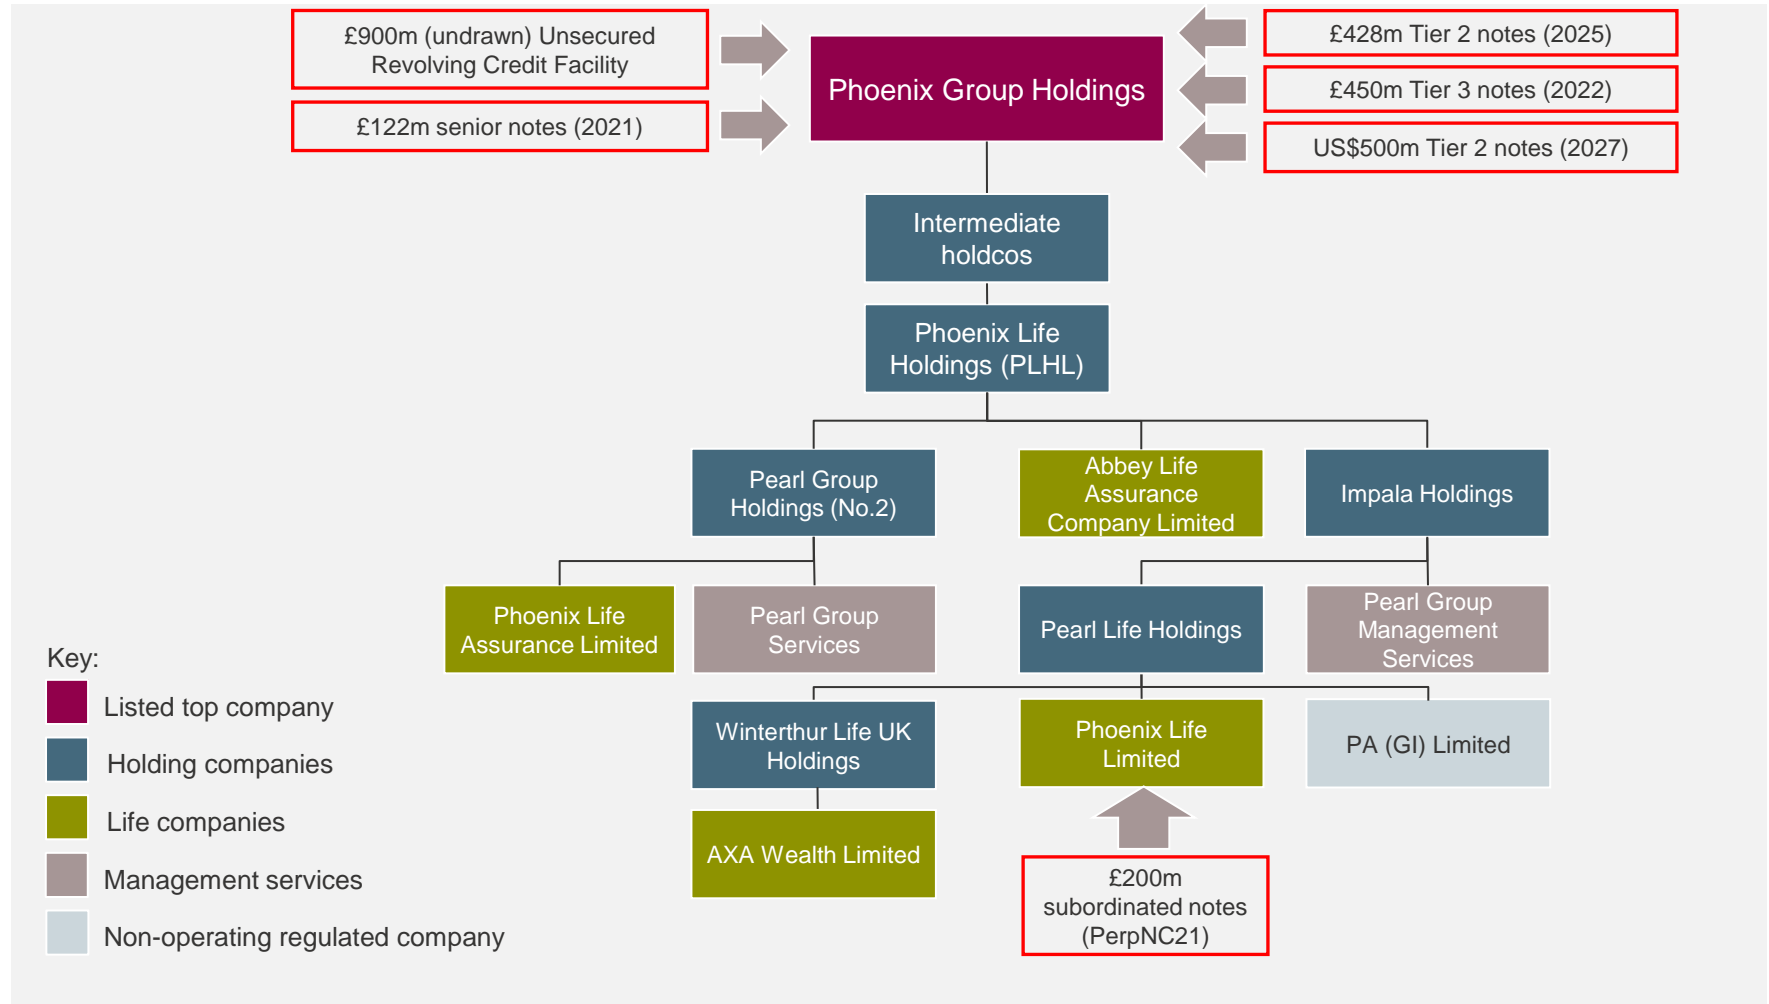 £900m (undrawn) Unsecured
Revolving Credit Facility
£122m senior notes (2021)
Phoenix Group Holdings
£428m Tier 2 notes (2025)
£450m Tier 3 notes (2022)
US$500m Tier 2 notes (2027)
Intermediate
holdcos
Phoenix Life
Holdings (PLHL)
Pearl Group
Holdings (No.2)
Abbey Life
Assurance
Company Limited
Impala Holdings
Phoenix Life
Assurance Limited
Pearl Group
Services
Pearl Life Holdings
Pearl Group
Management
Services
Winterthur Life UK
Holdings
Phoenix Life
Limited
PA (GI) Limited
AXA Wealth Limited
£200m
subordinated notes
(PerpNC21)
Key:
Listed top company
Holding companies
Life companies
Management services
Non-operating regulated company